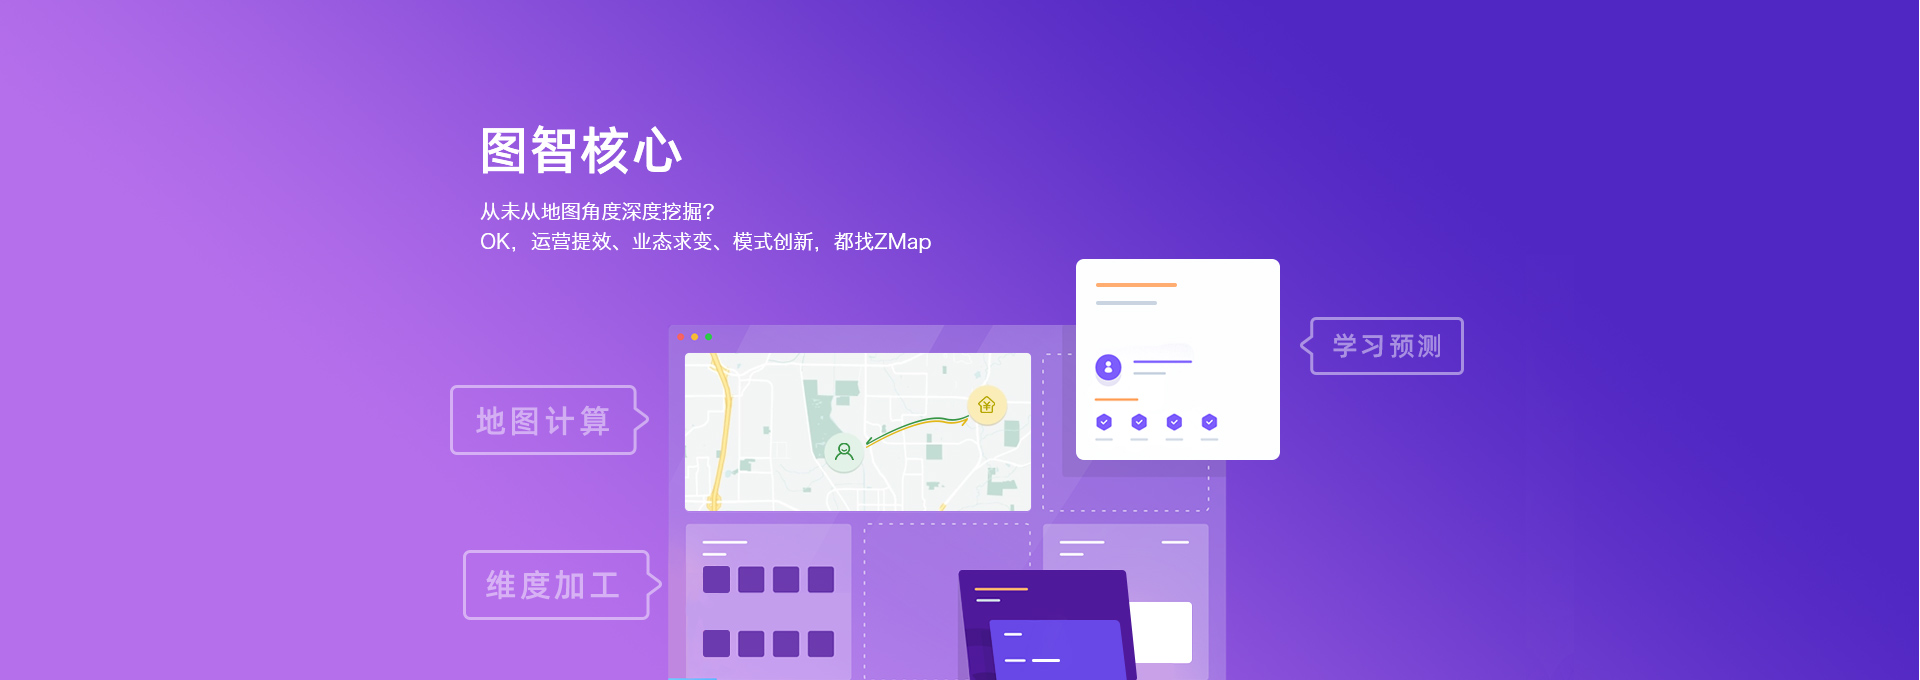 图智核心
从未从地图角度深度挖掘？
OK，运营提效、业态求变、模式创新，都找ZMap
学习预测
地图计算
维度加工